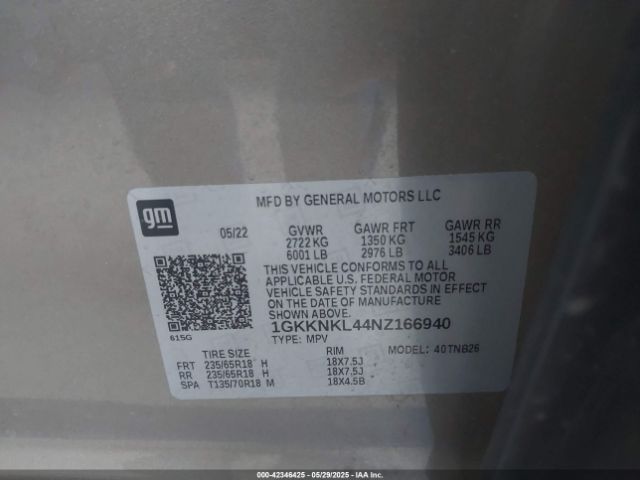 gm
MFD BY GENERAL MOTORS LLC
05/22 GVWR GAWR FRT GAWR RR
2722 KG 1350 KG 1545 KG
6001 LB 2976 LB 3406 LB
THIS VEHICLE CONFORMS TO ALL
APPLICABLE U.S. FEDERAL MOTOR
VEHICLE SAFETY STANDARDS IN EFFECT
ON THE DATE OF MANUFACTURE
SHOWN ABOVE.
1GKKNKL44NZ166940
615G
TYPE: MPV MODEL: 40TNB26
TIRE SIZE RIM
FRT 235/65R18 H 18X7.5J
RR 235/65R18 H 18X7.5J
SPA T135/70R18 M 18X4.5B
000-42346425 - 05/29/2025 - IAA Inc.